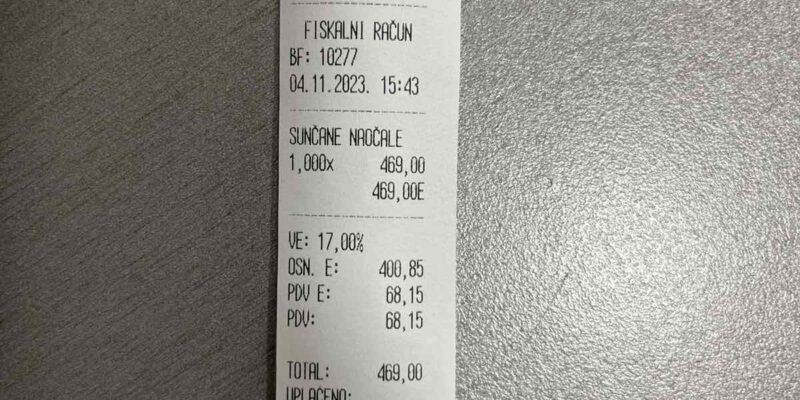 FISKALNI RAČUN
BF: 10277
04.11.2023. 15:43
SUNČANE NAOČALE
1,000x 469,00
469,00E
VE: 17,00%
OSN. E: 400,85
PDV E: 68,15
PDV: 68,15
TOTAL: 469,00
UPLAĆENO: